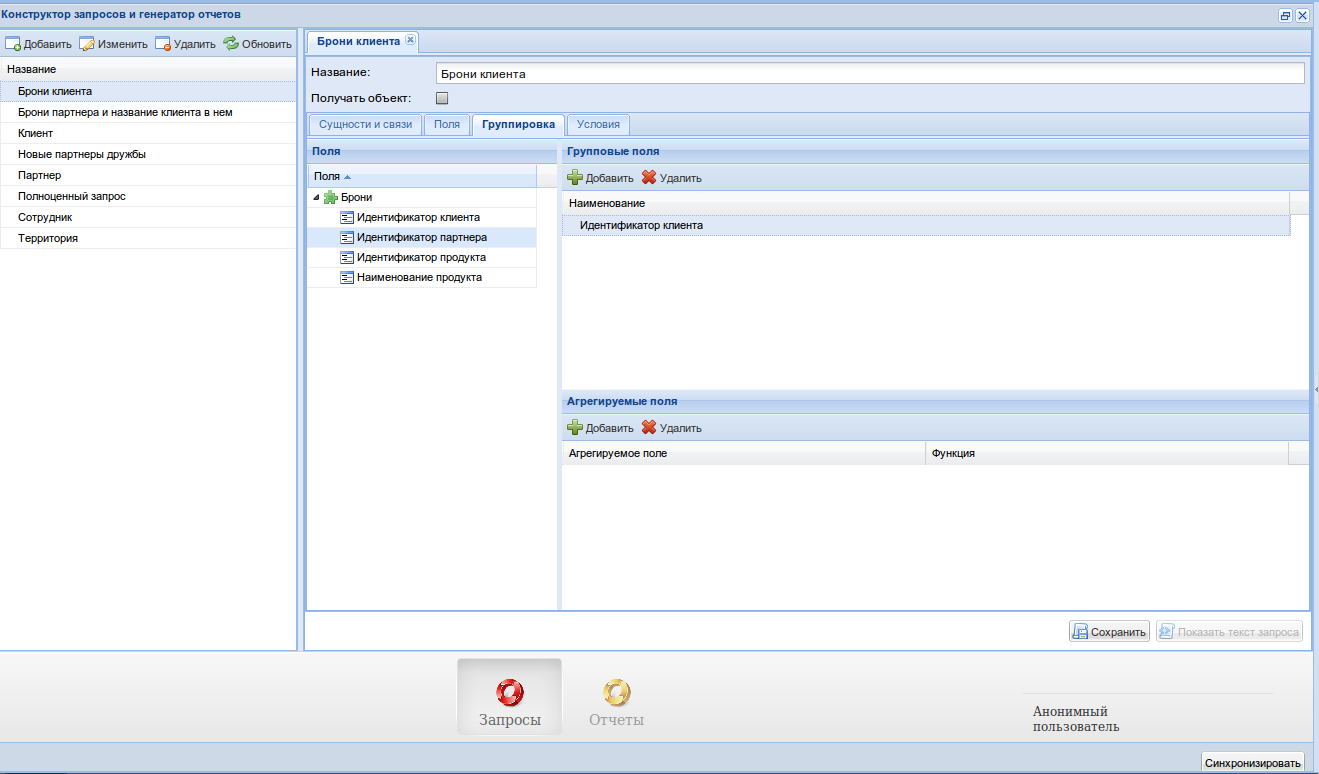 Конструктор запросов и генератор отчетов
Добавить Изменить Удалить Обновить
Название
Брони клиента
Брони партнера и название клиента в нем
Клиент
Новые партнеры дружбы
Партнер
Полноценный запрос
Сотрудник
Территория
Брони клиента
Название: Брони клиента
Получать объект:
Сущности и связи Поля Группировка Условия
Поля
Поля
Брони
Идентификатор клиента
Идентификатор партнера
Идентификатор продукта
Наименование продукта
Групповые поля
Добавить Удалить
Наименование
Идентификатор клиента
Агрегируемые поля
Добавить Удалить
Агрегируемое поле Функция
Сохранить Показать текст запроса
Запросы Отчеты
Анонимный
пользователь
Синхронизировать